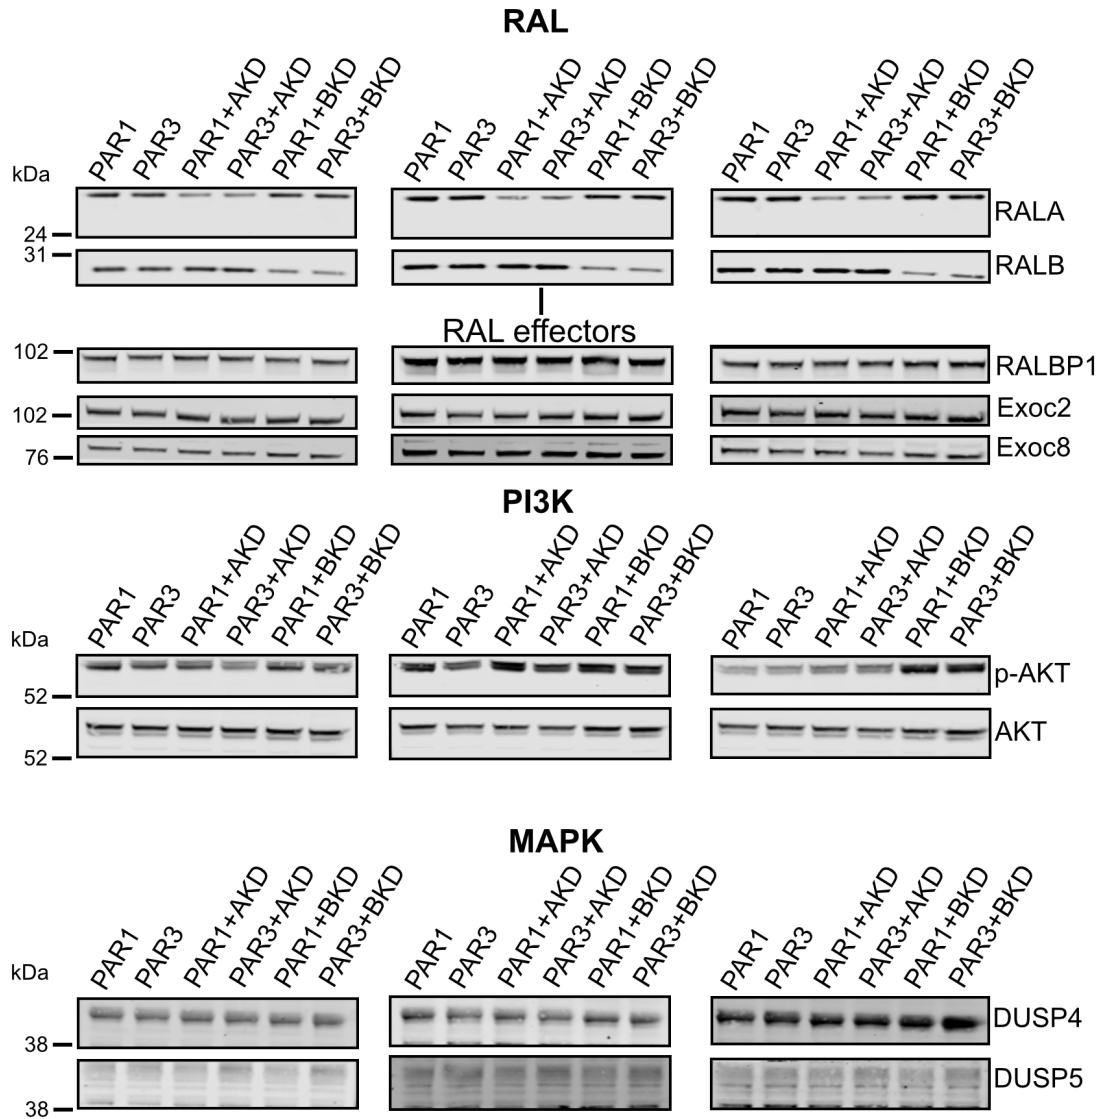 RAL
PAR1 PAR3 PAR1+AKD PAR3+AKD PAR1+BKD PAR3+BKD PAR1 PAR3 PAR1+AKD PAR3+AKD PAR1+BKD PAR3+BKD PAR1 PAR3 PAR1+AKD PAR3+AKD PAR1+BKD PAR3+BKD
kDa
RALA
24
31
RALB
RAL effectors
102
RALBP1
102 Exoc2
76 Exoc8
PI3K
PAR1 PAR3 PAR1+AKD PAR3+AKD PAR1+BKD PAR3+BKD PAR1 PAR3 PAR1+AKD PAR3+AKD PAR1+BKD PAR3+BKD PAR1 PAR3 PAR1+AKD PAR3+AKD PAR1+BKD PAR3+BKD
kDa
p-AKT
52
AKT
52
MAPK
PAR1 PAR3 PAR1+AKD PAR3+AKD PAR1+BKD PAR3+BKD PAR1 PAR3 PAR1+AKD PAR3+AKD PAR1+BKD PAR3+BKD PAR1 PAR3 PAR1+AKD PAR3+AKD PAR1+BKD PAR3+BKD
kDa
DUSP4
38
DUSP5
38